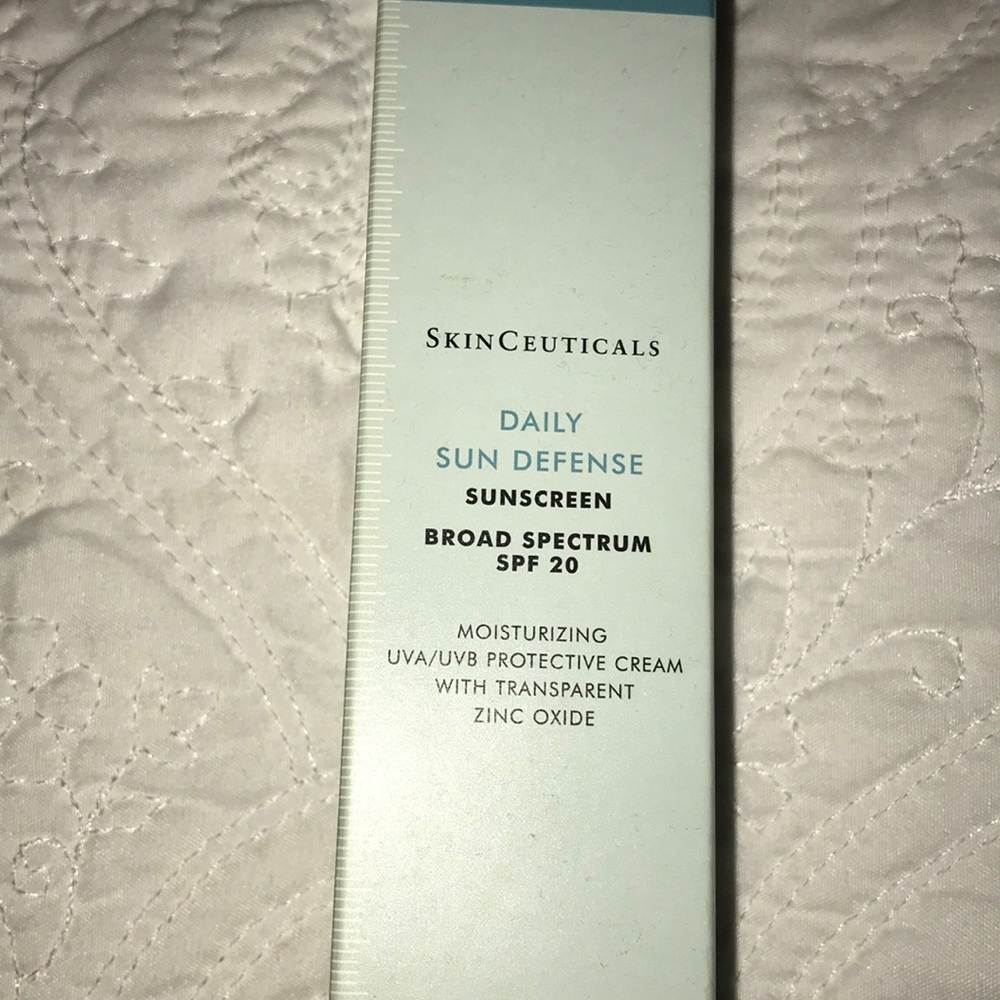 SKINCEUTICALS
DAILY
SUN DEFENSE
SUNSCREEN
BROAD SPECTRUM
SPF 20
MOISTURIZING
UVA/UVB PROTECTIVE CREAM
WITH TRANSPARENT
ZINC OXIDE